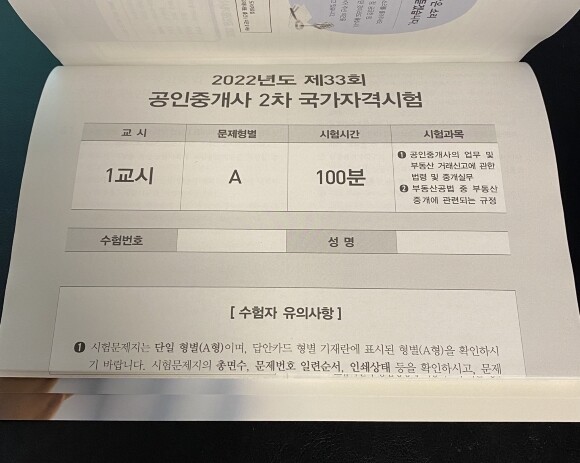 2022년도 제33회
공인중개사 2차 국가자격시험
교 시 문제형별 시험시간 시험과목
1교시 A 100분
❶ 공인중개사의 업무 및
부동산 거래신고에 관한
법령 및 중개실무
❷ 부동산공법 중 부동산
중개에 관련되는 규정
수험번호 성 명
[ 수험자 유의사항 ]
❶ 시험문제지는 단일 형별(A형)이며, 답안카드 형별 기재란에 표시된 형별(A형)을 확인하시
기 바랍니다. 시험문제지의 총면수, 문제번호 일련순서, 인쇄상태 등을 확인하시고, 문제